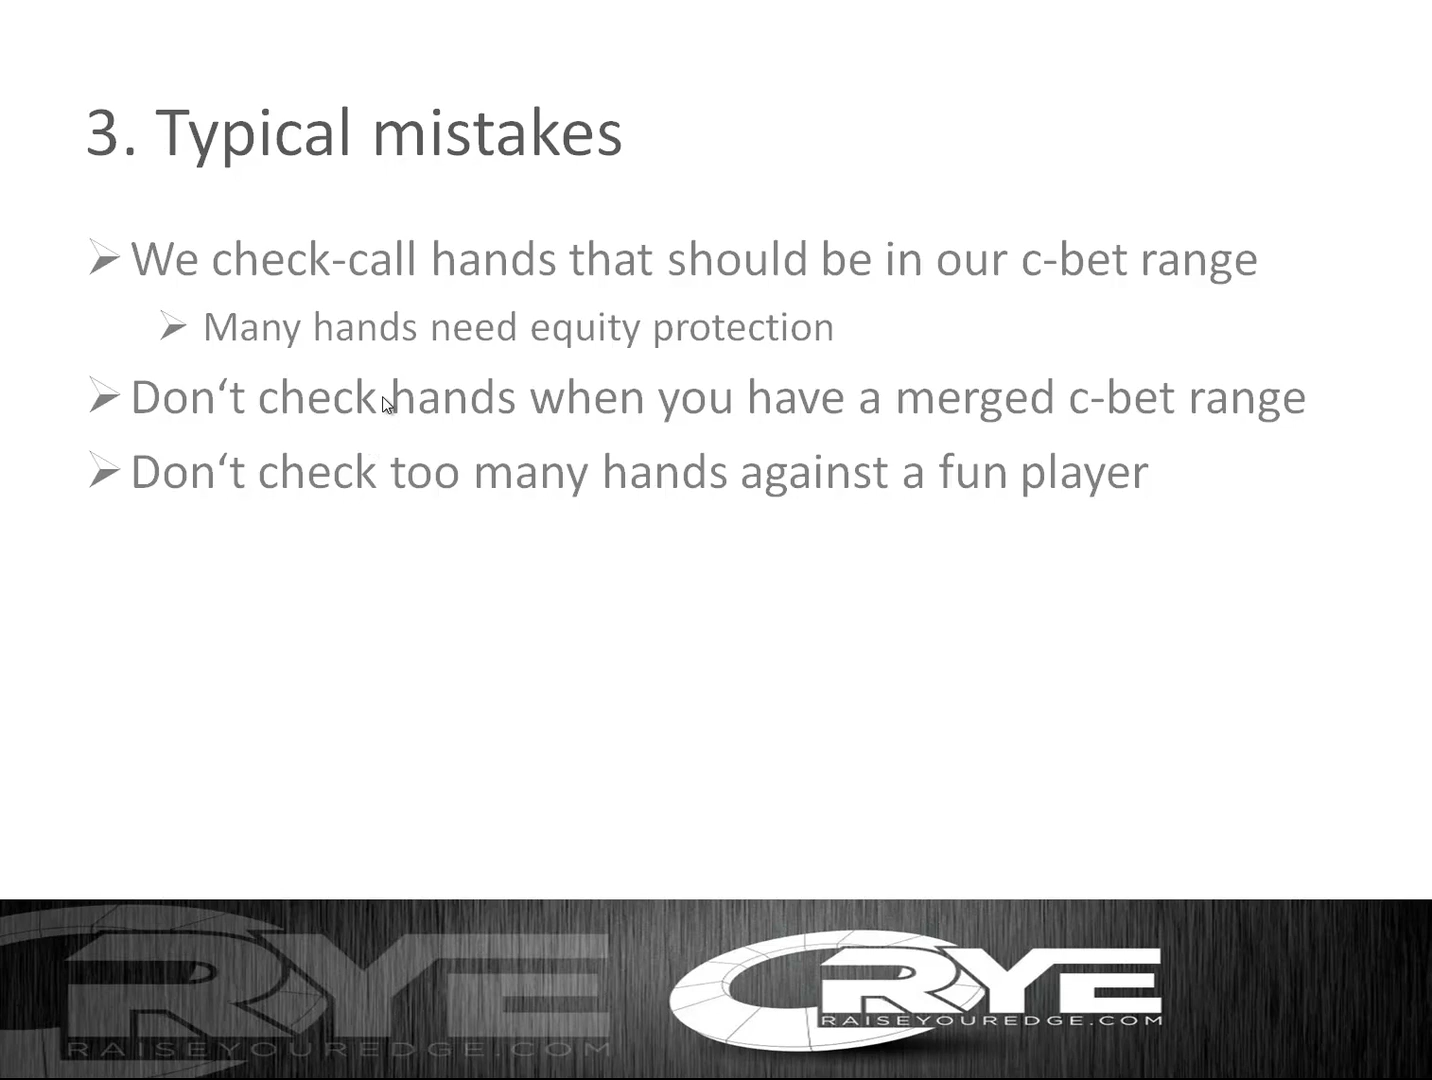 3. Typical mistakes
We check-call hands that should be in our c-bet range
Many hands need equity protection
Don‘t check hands when you have a merged c-bet range
Don‘t check too many hands against a fun player
RYE
RAISEYOUREDGE.COM
RYE
RAISEYOUREDGE.COM